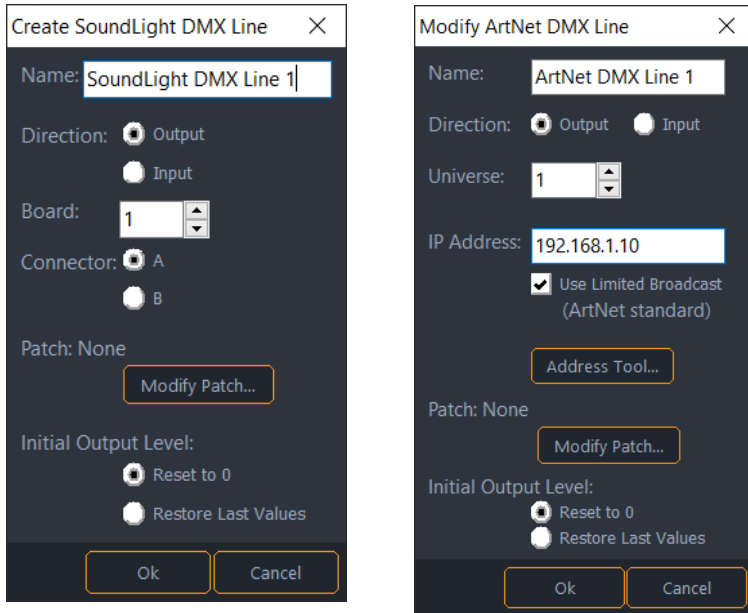 Create SoundLight DMX Line
Name: SoundLight DMX Line 1
Direction: Output
Input
Board: 1
Connector: A
B
Patch: None
Modify Patch...
Initial Output Level:
Reset to 0
Restore Last Values
Ok Cancel
Modify ArtNet DMX Line
Name: ArtNet DMX Line 1
Direction: Output Input
Universe: 1
IP Address: 192.168.1.10
Use Limited Broadcast
(ArtNet standard)
Address Tool...
Patch: None
Modify Patch...
Initial Output Level:
Reset to 0
Restore Last Values
Ok Cancel